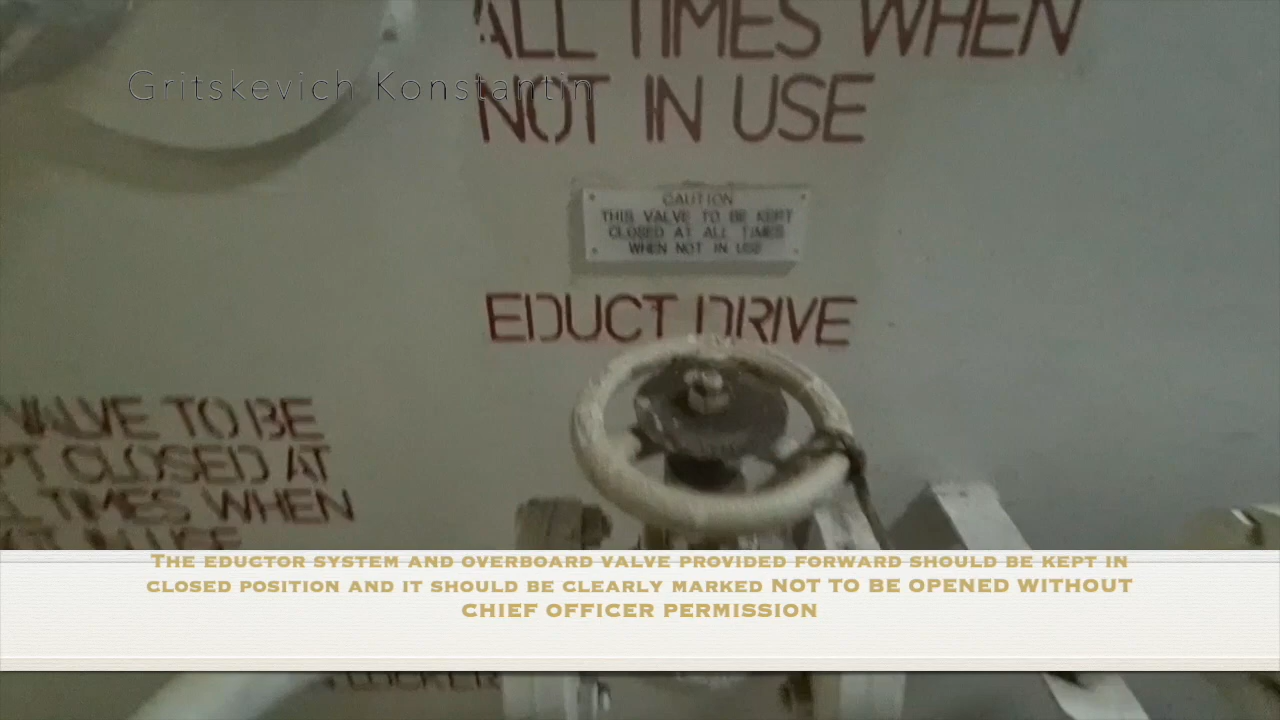 ALL TIMES WHEN
Gritskevich Konstantin
NOT IN USE
CAUTION
THIS VALVE TO BE KEPT
CLOSED AT ALL TIMES
WHEN NOT IN USE
EDUCT DRIVE
VALVE TO BE
CLOSED AT
TIMES WHEN
THE EDUCTOR SYSTEM AND OVERBOARD VALVE PROVIDED FORWARD SHOULD BE KEPT IN
CLOSED POSITION AND IT SHOULD BE CLEARLY MARKED NOT TO BE OPENED WITHOUT
CHIEF OFFICER PERMISSION
LOCKER